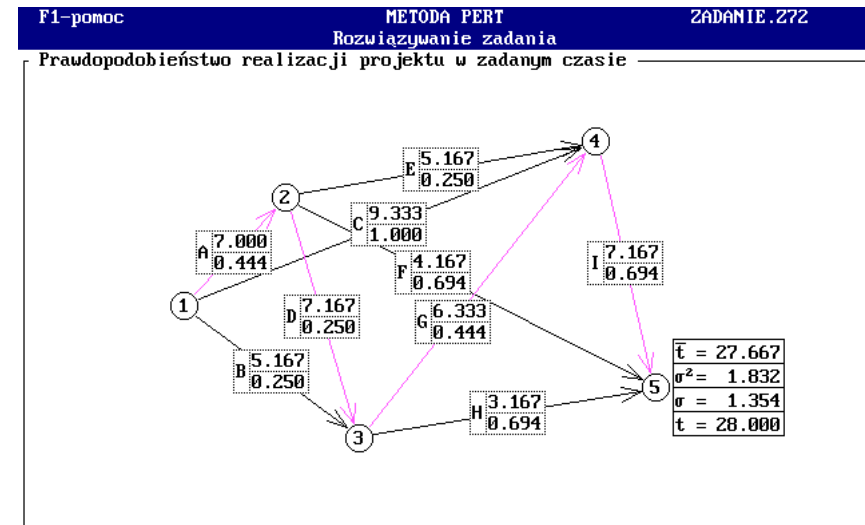 F1-pomoc METODA PERT ZADANIE.Z72
Rozwiązywanie zadania
Prawdopodobieństwo realizacji projektu w zadanym czasie
4
E 5.167
0.250
2
C 9.333
1.000
A 7.000
0.444
F 4.167
0.694
I 7.167
0.694
1
D 7.167
0.250
G 6.333
0.444
B 5.167
0.250
5
t̅ = 27.667
σ²= 1.832
σ = 1.354
t = 28.000
H 3.167
0.694
3